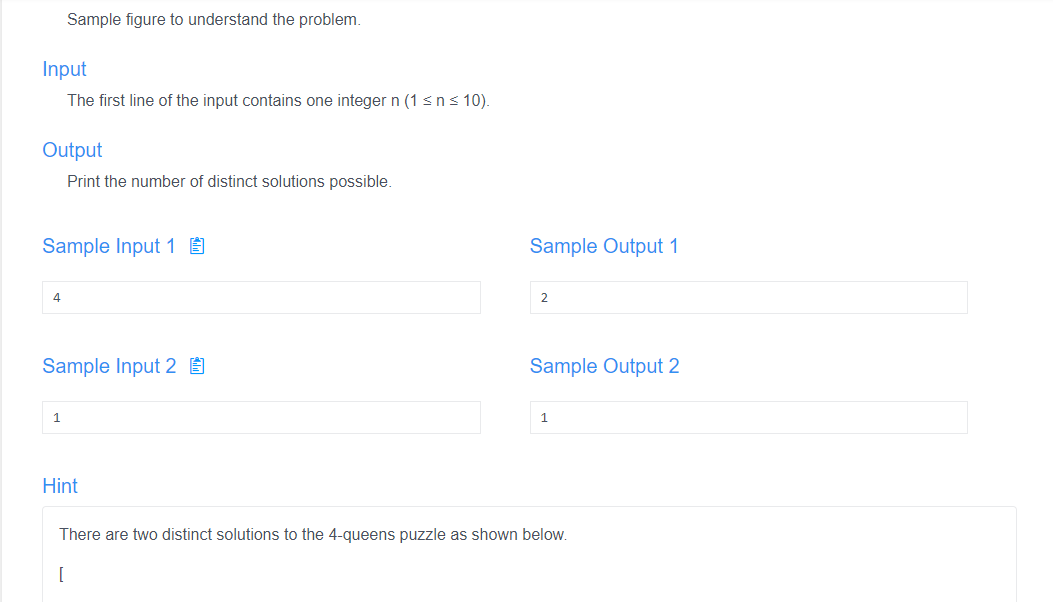 Sample figure to understand the problem.
Input
The first line of the input contains one integer n (1 ≤ n ≤ 10).
Output
Print the number of distinct solutions possible.
Sample Input 1
Sample Output 1
4
2
Sample Input 2
Sample Output 2
1
1
Hint
There are two distinct solutions to the 4-queens puzzle as shown below.
[